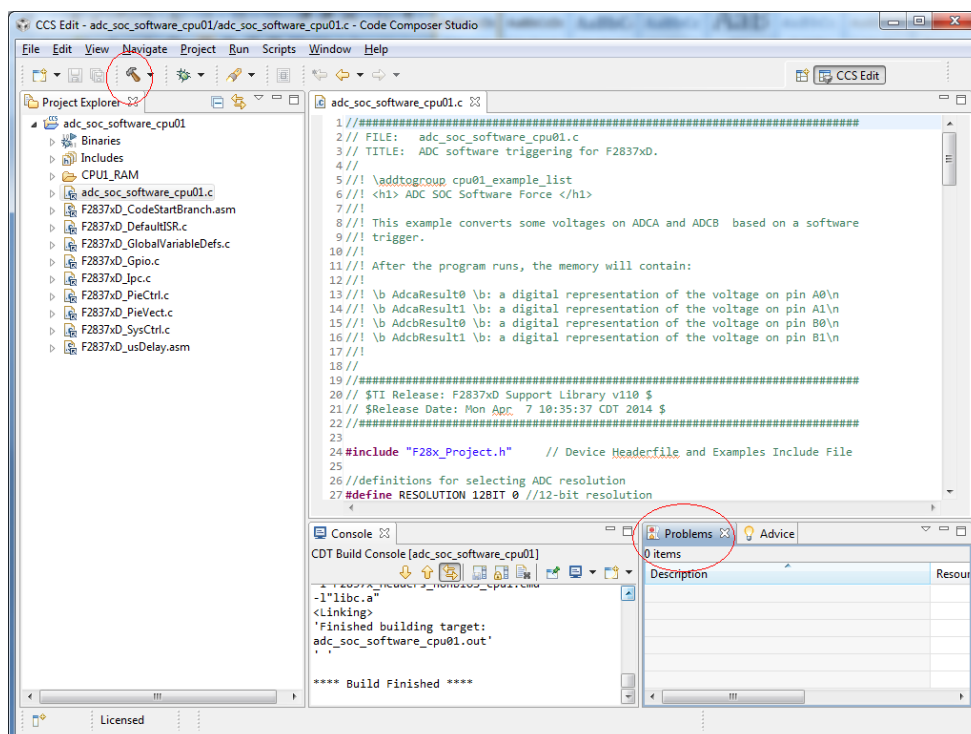 CCS Edit - adc_soc_software_cpu01/adc_soc_software_cpu01.c - Code Composer Studio
File Edit View Navigate Project Run Scripts Window Help
CCS Edit
Project Explorer
adc_soc_software_cpu01
Binaries
Includes
CPU1_RAM
adc_soc_software_cpu01.c
F2837xD_CodeStartBranch.asm
F2837xD_DefaultISR.c
F2837xD_GlobalVariableDefs.c
F2837xD_Gpio.c
F2837xD_Ipc.c
F2837xD_PieCtrl.c
F2837xD_PieVect.c
F2837xD_SysCtrl.c
F2837xD_usDelay.asm
adc_soc_software_cpu01.c
1 //###########################################################################
2 // FILE:   adc_soc_software_cpu01.c
3 // TITLE:  ADC software triggering for F2837xD.
4 //
5 //! \addtogroup cpu01_example_list
6 //! <h1> ADC SOC Software Force </h1>
7 //!
8 //! This example converts some voltages on ADCA and ADCB  based on a software
9 //! trigger.
10 //!
11 //! After the program runs, the memory will contain:
12 //!
13 //! \b AdcaResult0 \b: a digital representation of the voltage on pin A0\n
14 //! \b AdcaResult1 \b: a digital representation of the voltage on pin A1\n
15 //! \b AdcbResult0 \b: a digital representation of the voltage on pin B0\n
16 //! \b AdcbResult1 \b: a digital representation of the voltage on pin B1\n
17 //!
18 //
19 //###########################################################################
20 // $TI Release: F2837xD Support Library v110 $
21 // $Release Date: Mon Apr  7 10:35:37 CDT 2014 $
22 //###########################################################################
23
24 #include "F28x_Project.h"     // Device Headerfile and Examples Include File
25
26 //definitions for selecting ADC resolution
27 #define RESOLUTION 12BIT 0 //12-bit resolution
Console
CDT Build Console [adc_soc_software_cpu01]
-l"libc.a"
<Linking>
'Finished building target:
adc_soc_software_cpu01.out'
' '
**** Build Finished ****
Problems Advice
0 items
Description Resour
Licensed